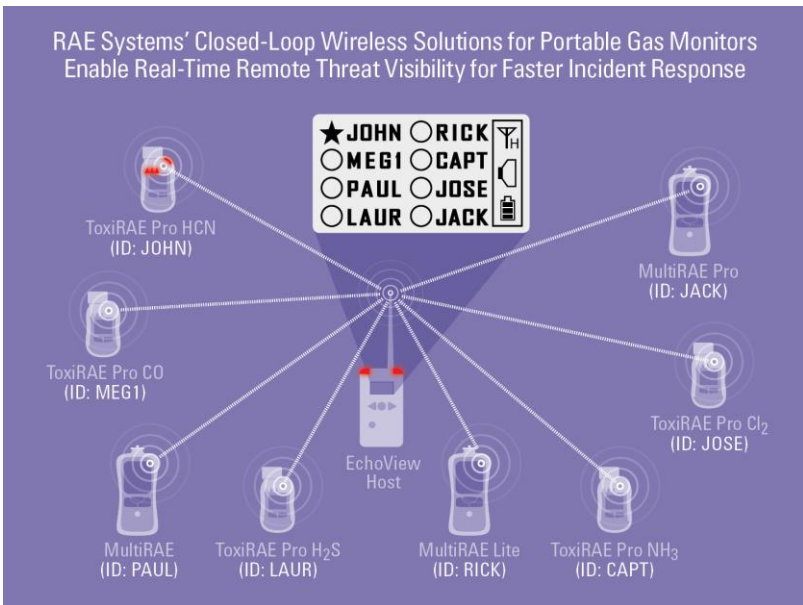 RAE Systems' Closed-Loop Wireless Solutions for Portable Gas Monitors
Enable Real-Time Remote Threat Visibility for Faster Incident Response
★JOHN ○RICK
○MEG1 ○CAPT
○PAUL ○JOSE
○LAUR ○JACK
H
ToxiRAE Pro HCN
(ID: JOHN)
MultiRAE Pro
(ID: JACK)
ToxiRAE Pro CO
(ID: MEG1)
ToxiRAE Pro Cl₂
(ID: JOSE)
EchoView
Host
MultiRAE
(ID: PAUL)
ToxiRAE Pro H₂S
(ID: LAUR)
MultiRAE Lite
(ID: RICK)
ToxiRAE Pro NH₃
(ID: CAPT)